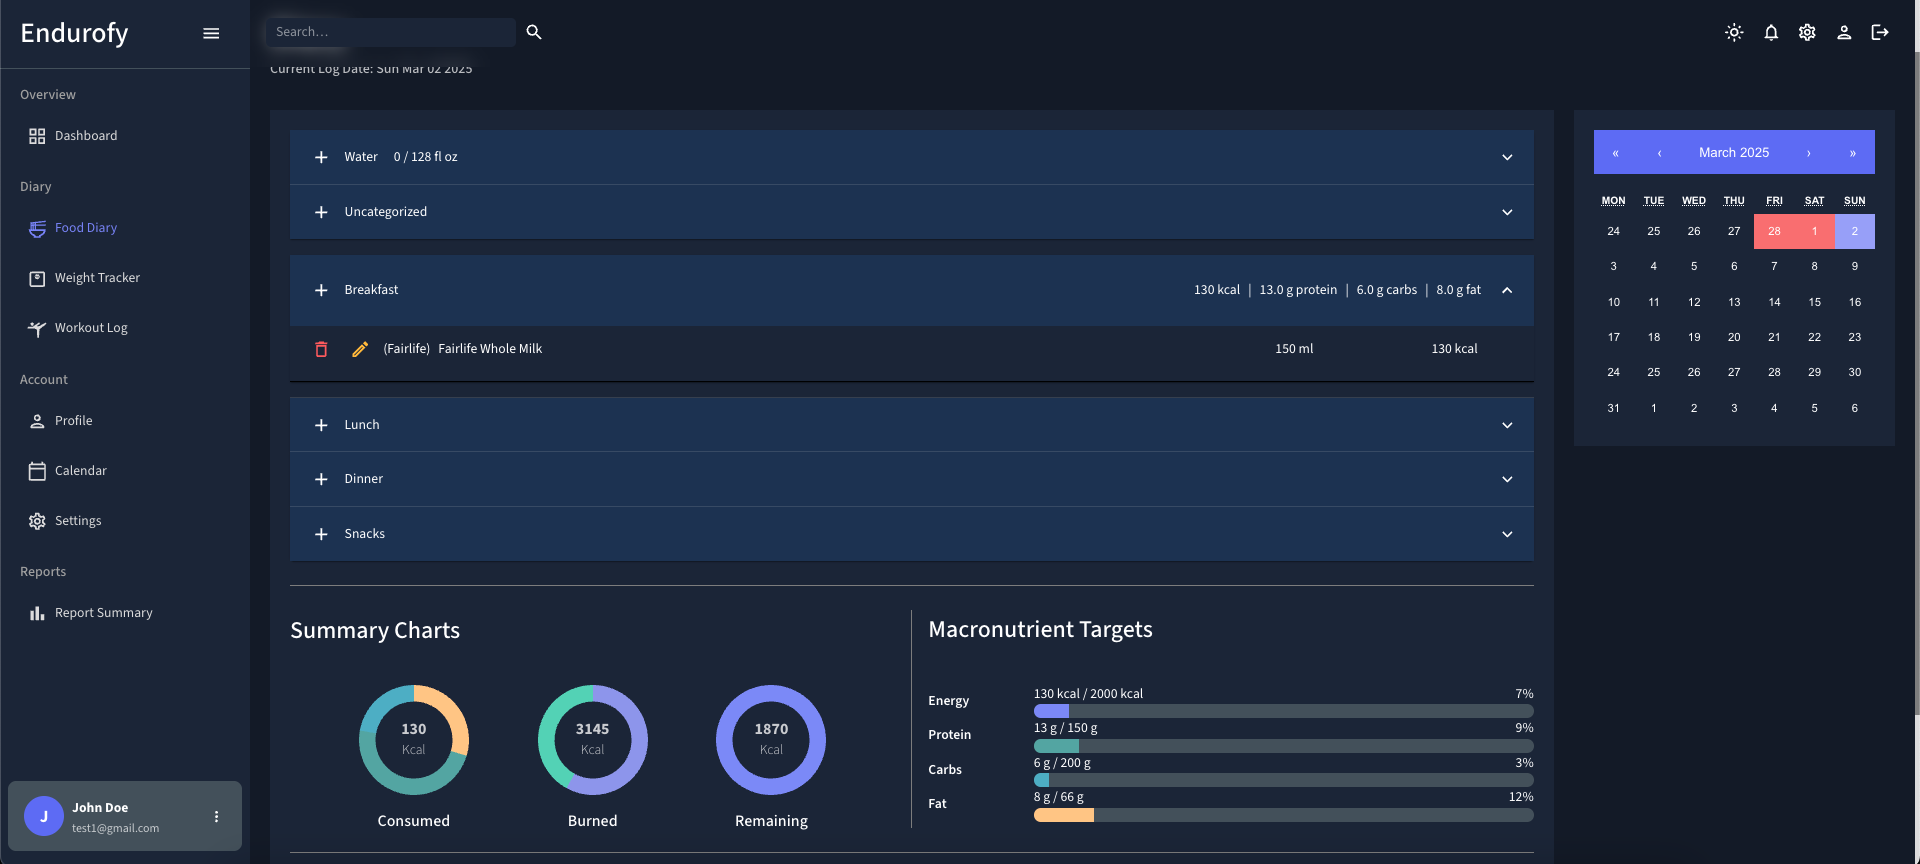 Endurofy
Search...
Current Log Date: Sun Mar 02 2025
Overview
Dashboard
Diary
Food Diary
Weight Tracker
Workout Log
Account
Profile
Calendar
Settings
Reports
Report Summary
John Doe
J
test1@gmail.com
Water 0 / 128 fl oz
Uncategorized
Breakfast 130 kcal | 13.0 g protein | 6.0 g carbs | 8.0 g fat
(Fairlife) Fairlife Whole Milk 150 ml 130 kcal
Lunch
Dinner
Snacks
Summary Charts
130
Kcal
Consumed
3145
Kcal
Burned
1870
Kcal
Remaining
Macronutrient Targets
Energy 130 kcal / 2000 kcal 7%
Protein 13 g / 150 g 9%
Carbs 6 g / 200 g 3%
Fat 8 g / 66 g 12%
« ‹ March 2025 › »
MON TUE WED THU FRI SAT SUN
24 25 26 27 28 1 2
3 4 5 6 7 8 9
10 11 12 13 14 15 16
17 18 19 20 21 22 23
24 25 26 27 28 29 30
31 1 2 3 4 5 6